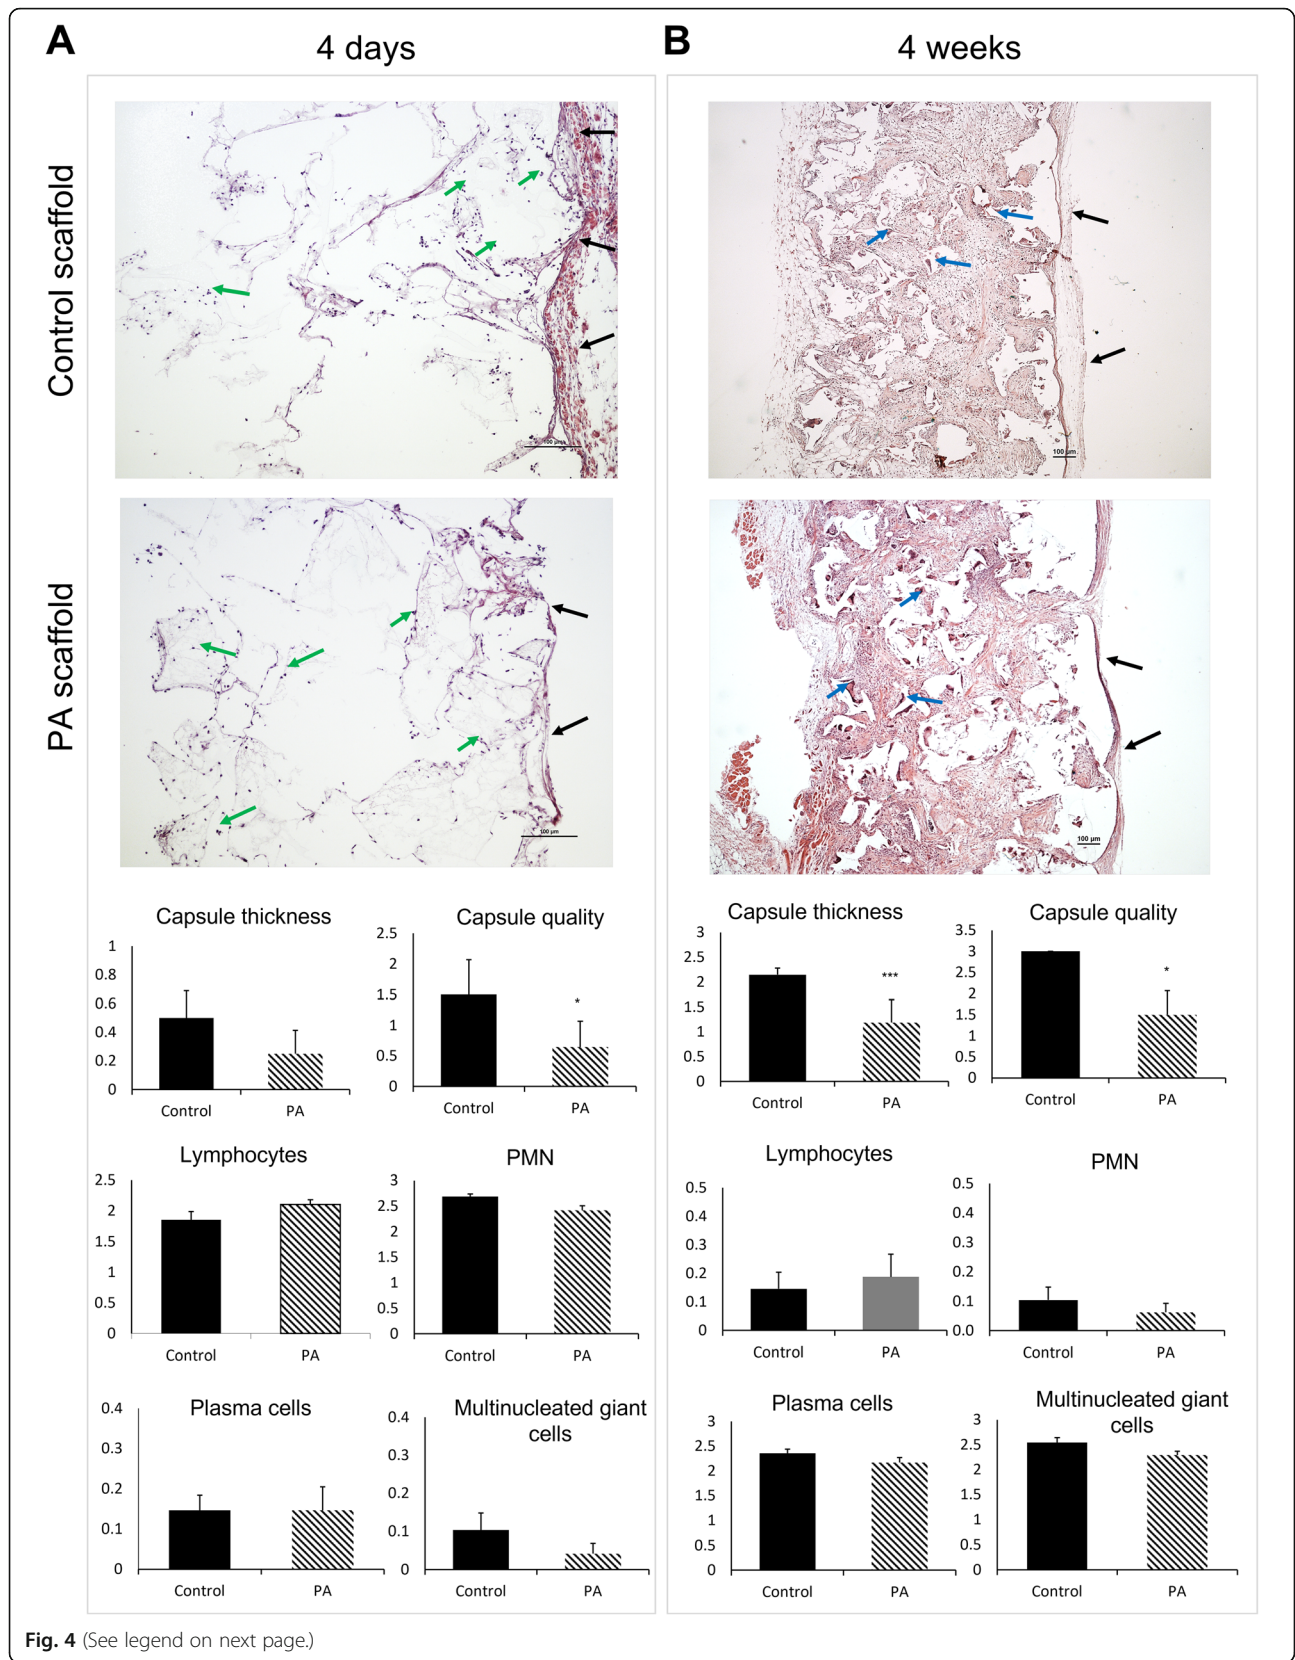 A
4 days
B
4 weeks
Control scaffold
100 µm
100 µm
PA scaffold
100 µm
100 µm
Capsule thickness
1
0.8
0.6
0.4
0.2
0
Control
PA
Capsule quality
2.5
2
1.5
1
0.5
0
*
Control
PA
Capsule thickness
3
2.5
2
1.5
1
0.5
0
***
Control
PA
Capsule quality
3.5
3
2.5
2
1.5
1
0.5
0
*
Control
PA
Lymphocytes
2.5
2
1.5
1
0.5
0
Control
PA
PMN
3
2.5
2
1.5
1
0.5
0
Control
PA
Lymphocytes
0.5
0.4
0.3
0.2
0.1
0
Control
PA
PMN
0.5
0.4
0.3
0.2
0.1
0.0
Control
PA
Plasma cells
0.4
0.3
0.2
0.1
0
Control
PA
Multinucleated giant
cells
0.4
0.3
0.2
0.1
0
Control
PA
Plasma cells
3
2.5
2
1.5
1
0.5
0
Control
PA
Multinucleated giant
cells
3
2.5
2
1.5
1
0.5
0
Control
PA
Fig. 4 (See legend on next page.)